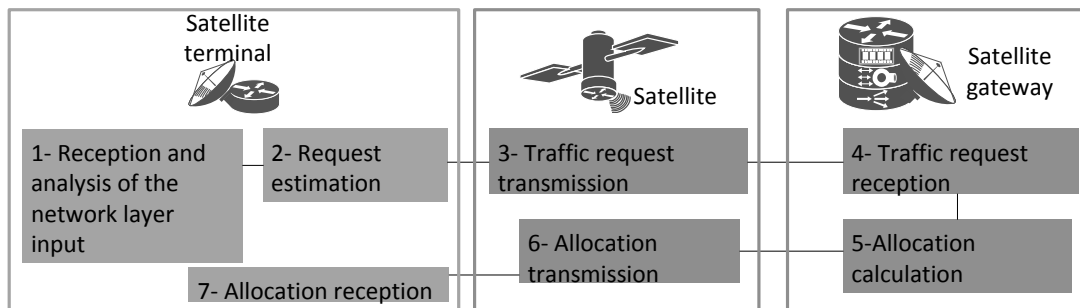 Satellite
terminal
1- Reception and
analysis of the
network layer
input
2- Request
estimation
7- Allocation reception
Satellite
3- Traffic request
transmission
6- Allocation
transmission
Satellite
gateway
4- Traffic request
reception
5-Allocation
calculation